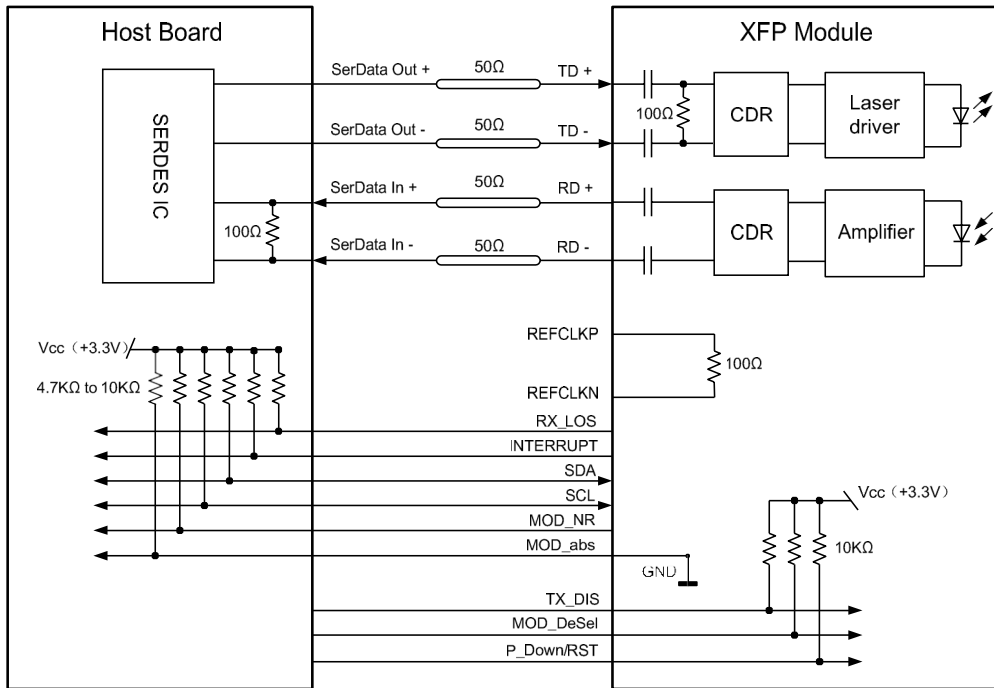 Host Board
XFP Module
SERDES IC
SerData Out +
50Ω
TD +
SerData Out -
50Ω
TD -
SerData In +
50Ω
RD +
SerData In -
50Ω
RD -
100Ω
100Ω
CDR
Laser driver
CDR
Amplifier
REFCLKP
REFCLKN
100Ω
Vcc（+3.3V）
4.7KΩ to 10KΩ
RX_LOS
INTERRUPT
SDA
SCL
MOD_NR
MOD_abs
GND
Vcc（+3.3V）
10KΩ
TX_DIS
MOD_DeSel
P_Down/RST